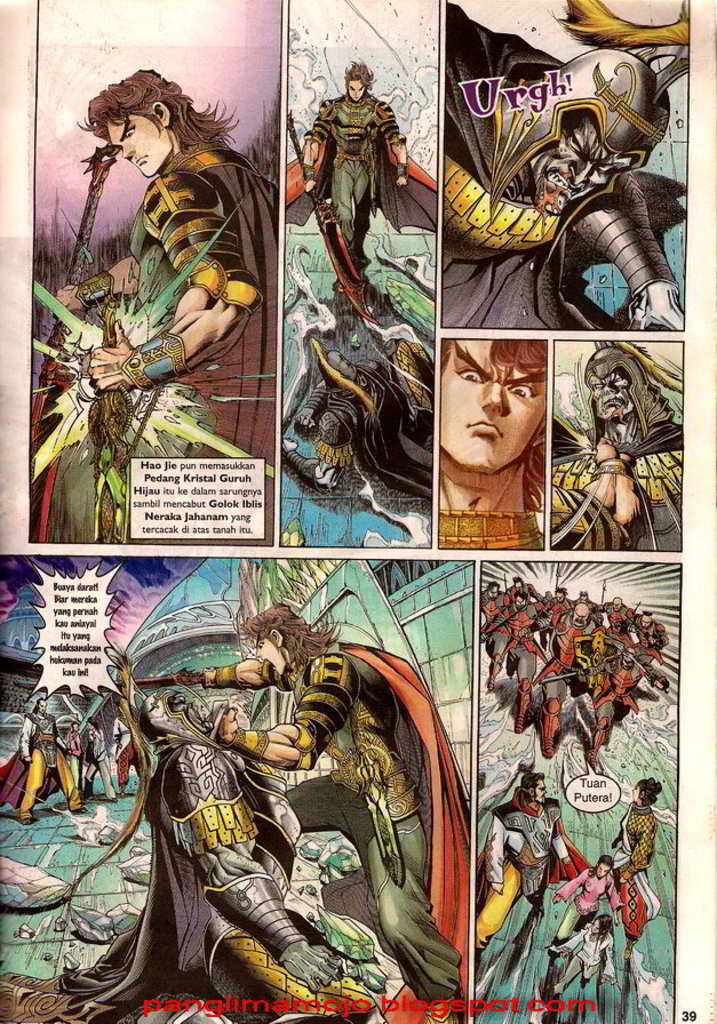 Urgh!
Hao Jie pun memasukkan
Pedang Kristal Guruh
Hijau itu ke dalam sarungnya
sambil mencabut Golok Iblis
Neraka Jahanam yang
tercacak di atas tanah itu.
Buaya darat!
Biar mereka
yang pernah
kau aniayai
itu yang
melaksanakan
hukuman pada
kau ini!
Tuan
Putera!
panglimamojo.blogspot.com
39